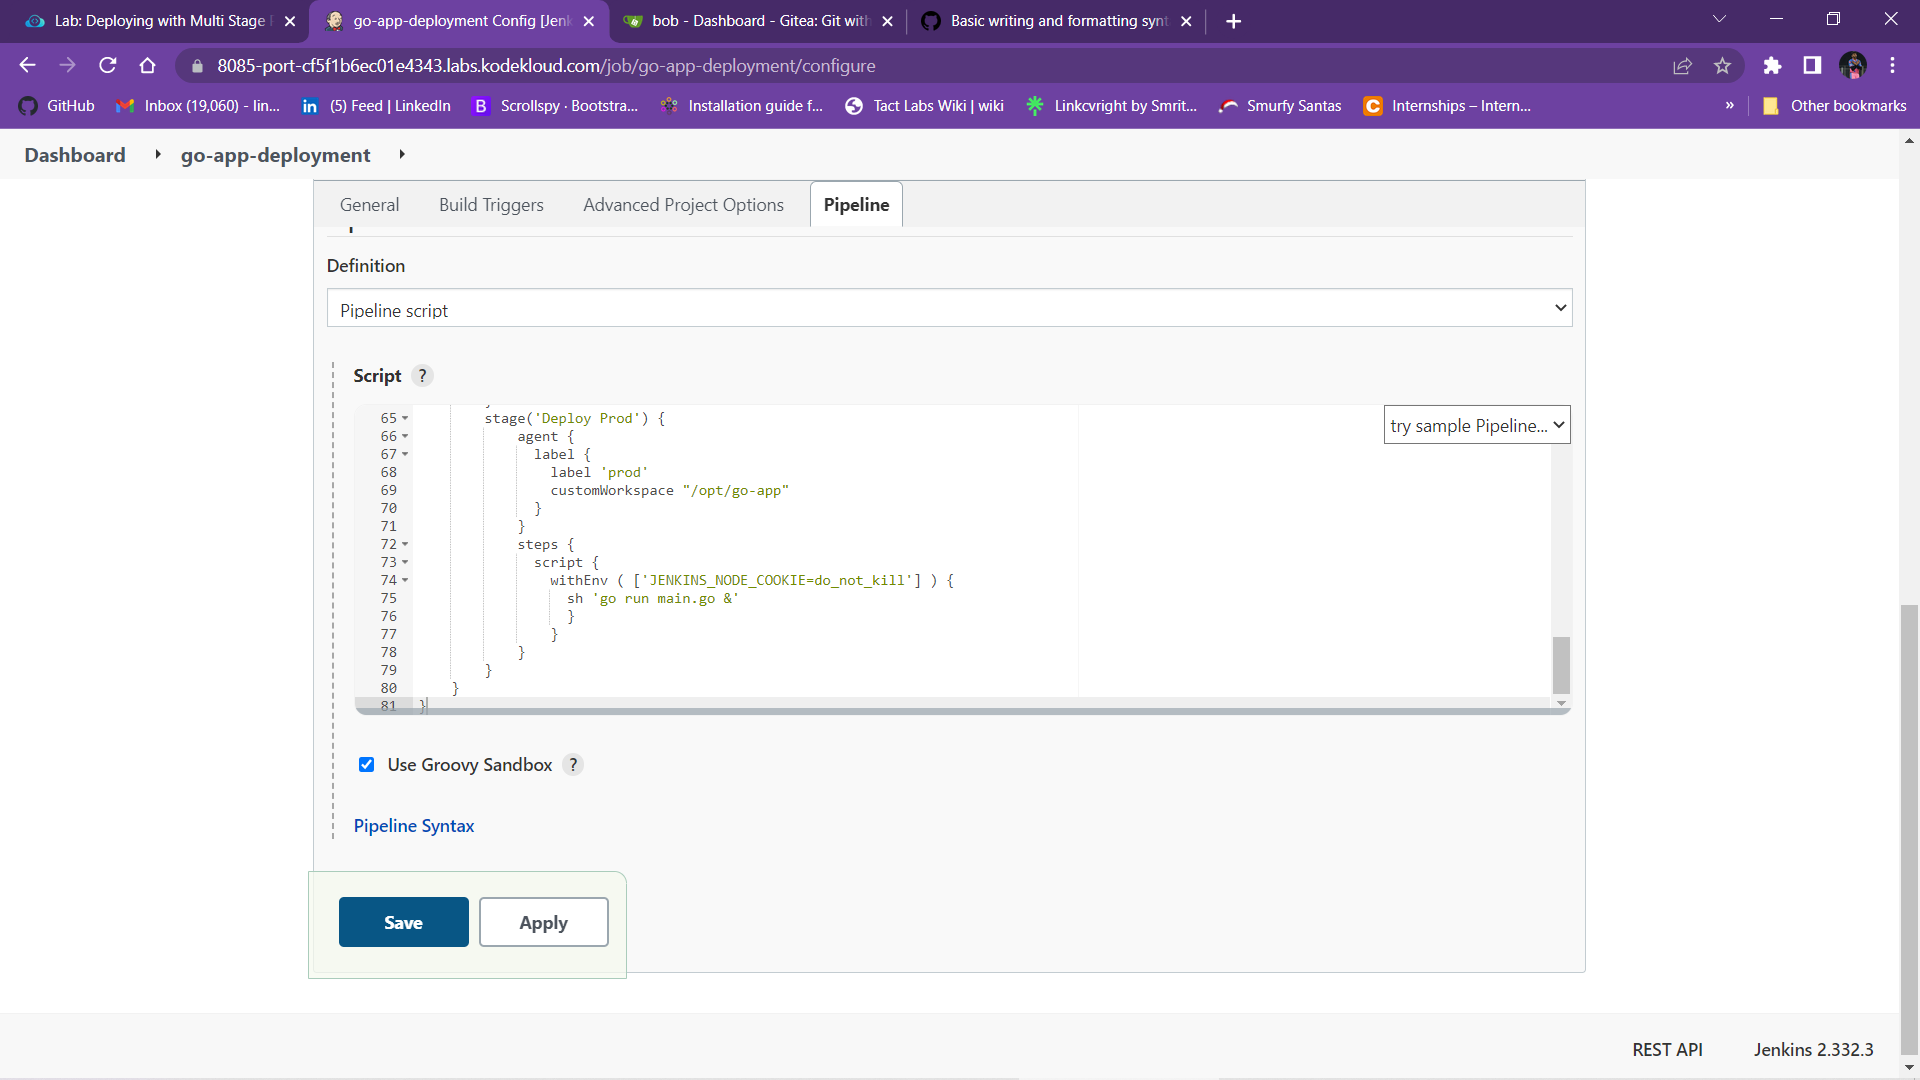 Lab: Deploying with Multi Stage
go-app-deployment Config [Jenk
bob - Dashboard - Gitea: Git with
Basic writing and formatting synt
8085-port-cf5f1b6ec01e4343.labs.kodekloud.com/job/go-app-deployment/configure
GitHub
Inbox (19,060) - lin...
(5) Feed | LinkedIn
Scrollspy · Bootstra...
Installation guide f...
Tact Labs Wiki | wiki
Linkcvright by Smrit...
Smurfy Santas
Internships – Intern...
»
Other bookmarks
Dashboard
go-app-deployment
General
Build Triggers
Advanced Project Options
Pipeline
Definition
Pipeline script
Script ?
try sample Pipeline...
65 stage('Deploy Prod') {
66 agent {
67 label {
68 label 'prod'
69 customWorkspace "/opt/go-app"
70 }
71 }
72 steps {
73 script {
74 withEnv ( ['JENKINS_NODE_COOKIE=do_not_kill'] ) {
75 sh 'go run main.go &'
76 }
77 }
78 }
79 }
80 }
81 }
Use Groovy Sandbox ?
Pipeline Syntax
Save
Apply
REST API
Jenkins 2.332.3